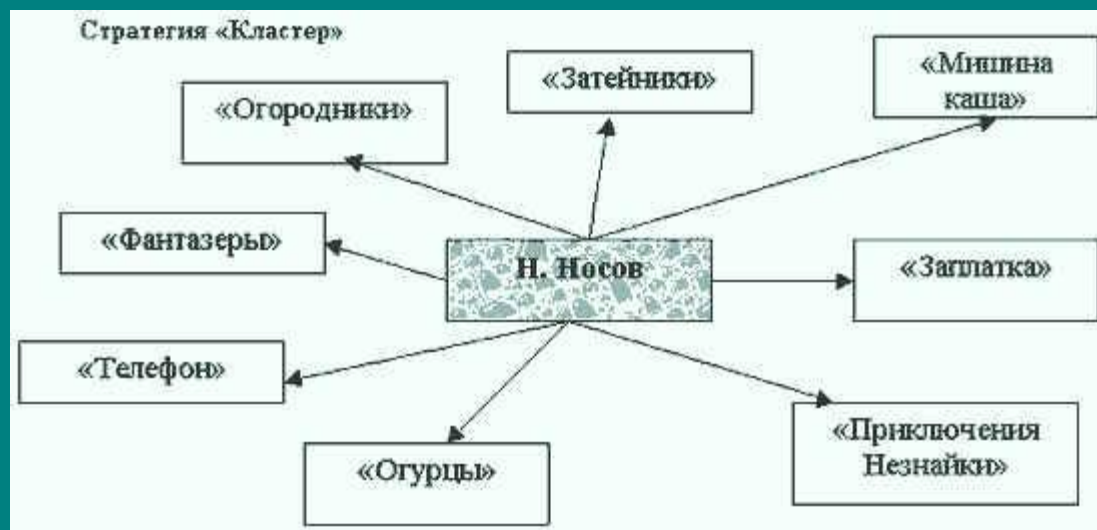 Стратегия «Кластер»
«Огородники»
«Затейники»
«Мишина
каша»
«Фантазеры»
Н. Носов
«Заплатка»
«Телефон»
«Огурцы»
«Приключения
Незнайки»